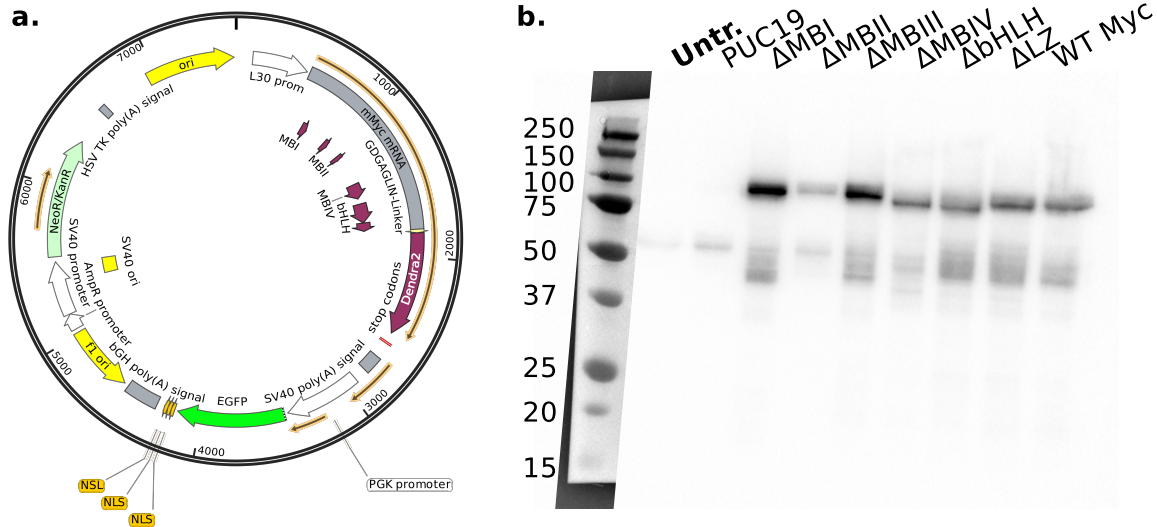 a.
7000
ori
L30 prom
1000
mMyc mRNA
HSV TK poly(A) signal
MBI
MBII
GDGAGLIN-Linker
6000
NeoR/KanR
MBIV
bHLH
2000
SV40 promoter
SV40 ori
Dendra2
AmpR promoter
stop codons
5000
f1 ori
bGH poly(A) signal
EGFP
SV40 poly(A) signal
3000
4000
NSL
NLS
NLS
PGK promoter
b.
Untr.
PUC19
ΔMBI
ΔMBII
ΔMBIII
ΔMBIV
ΔbHLH
ΔLZ
WT Myc
250
150
100
75
50
37
25
20
15